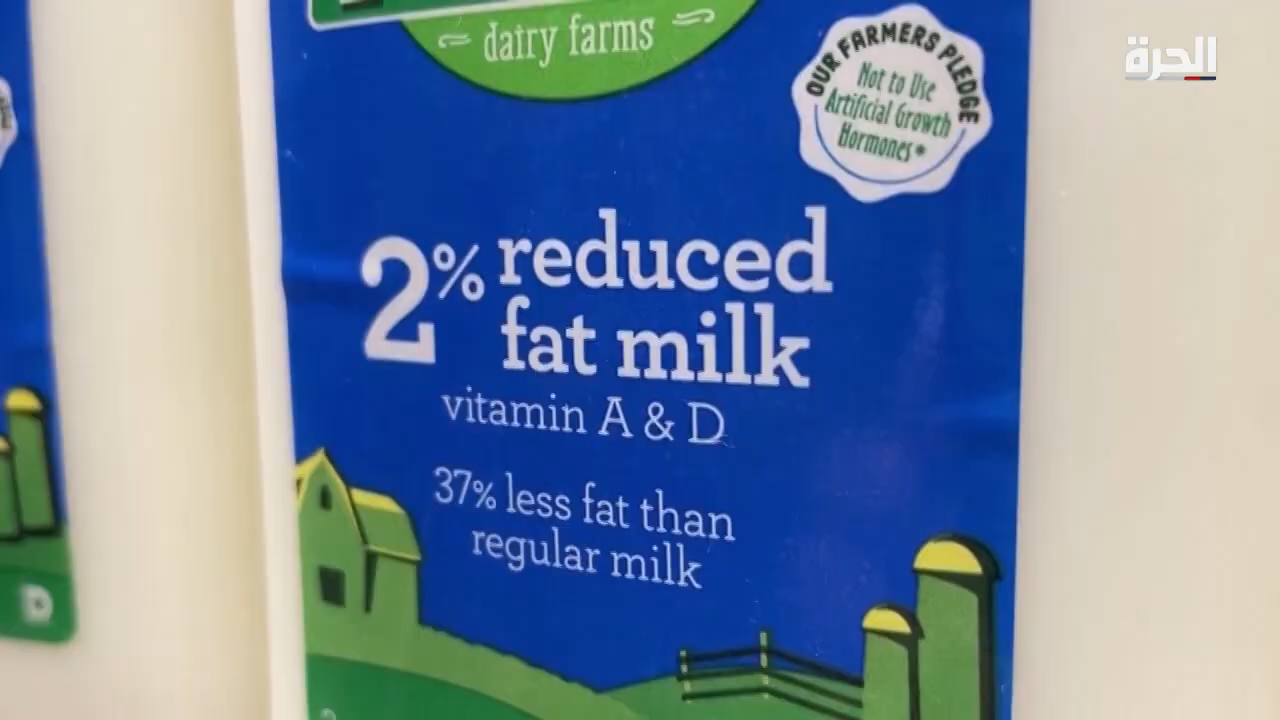 dairy farms
OUR FARMERS PLEDGE
Not to Use
Artificial Growth
Hormones*
الحرة
2% reduced
fat milk
vitamin A & D
37% less fat than
regular milk
D